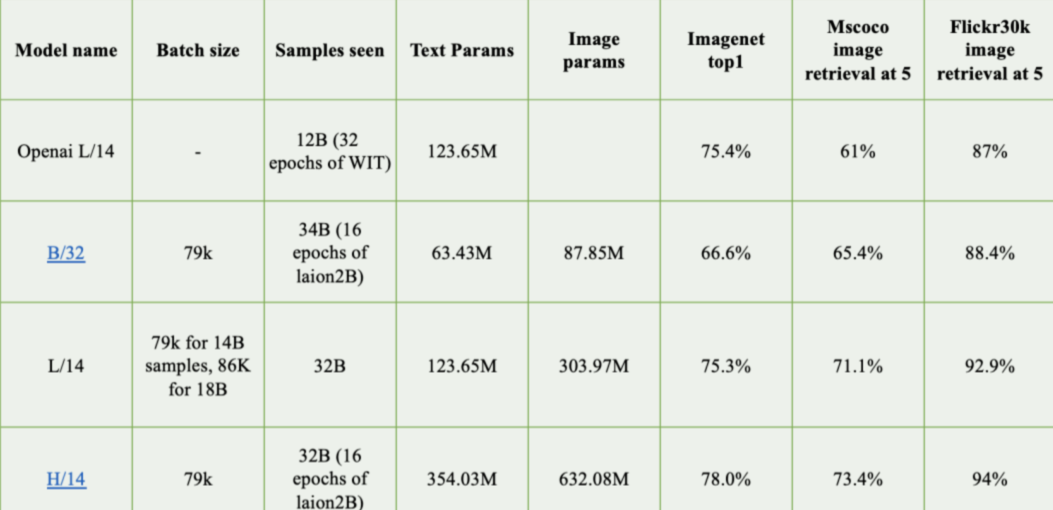 Model name	Batch size	Samples seen	Text Params	Image params	Imagenet top1	Mscoco image retrieval at 5	Flickr30k image retrieval at 5
Openai L/14	-	12B (32 epochs of WIT)	123.65M		75.4%	61%	87%
B/32	79k	34B (16 epochs of laion2B)	63.43M	87.85M	66.6%	65.4%	88.4%
L/14	79k for 14B samples, 86K for 18B	32B	123.65M	303.97M	75.3%	71.1%	92.9%
H/14	79k	32B (16 epochs of laion2B)	354.03M	632.08M	78.0%	73.4%	94%